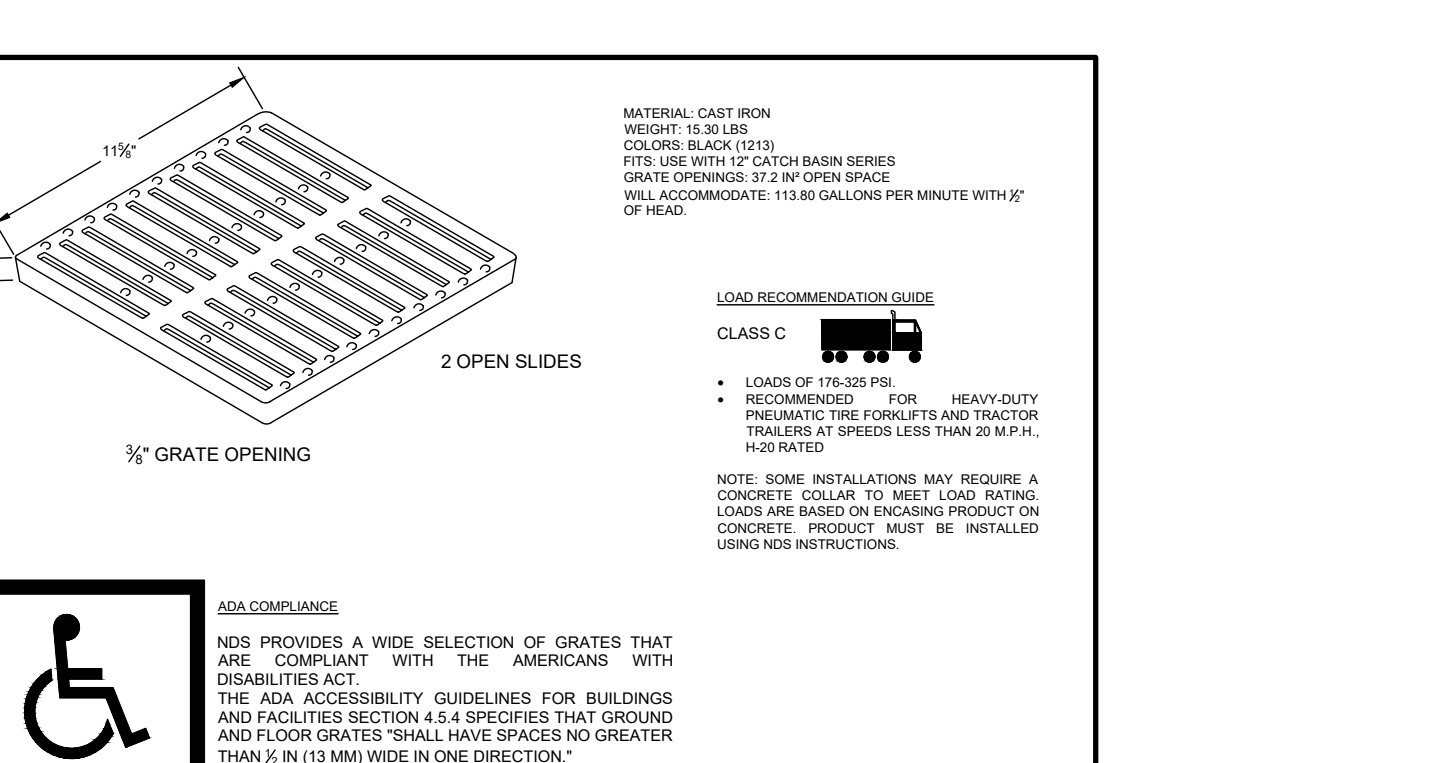 11⅝"
MATERIAL: CAST IRON
WEIGHT: 15.30 LBS
COLORS: BLACK (1213)
FITS: USE WITH 12" CATCH BASIN SERIES
GRATE OPENINGS: 37.2 IN² OPEN SPACE
WILL ACCOMMODATE: 113.80 GALLONS PER MINUTE WITH ½"
OF HEAD.
2 OPEN SLIDES
⅜" GRATE OPENING
LOAD RECOMMENDATION GUIDE
CLASS C
• LOADS OF 176-325 PSI.
• RECOMMENDED FOR HEAVY-DUTY
PNEUMATIC TIRE FORKLIFTS AND TRACTOR
TRAILERS AT SPEEDS LESS THAN 20 M.P.H.,
H-20 RATED
NOTE: SOME INSTALLATIONS MAY REQUIRE A
CONCRETE COLLAR TO MEET LOAD RATING.
LOADS ARE BASED ON ENCASING PRODUCT ON
CONCRETE. PRODUCT MUST BE INSTALLED
USING NDS INSTRUCTIONS.
ADA COMPLIANCE
NDS PROVIDES A WIDE SELECTION OF GRATES THAT
ARE COMPLIANT WITH THE AMERICANS WITH
DISABILITIES ACT.
THE ADA ACCESSIBILITY GUIDELINES FOR BUILDINGS
AND FACILITIES SECTION 4.5.4 SPECIFIES THAT GROUND
AND FLOOR GRATES "SHALL HAVE SPACES NO GREATER
THAN ½ IN (13 MM) WIDE IN ONE DIRECTION."